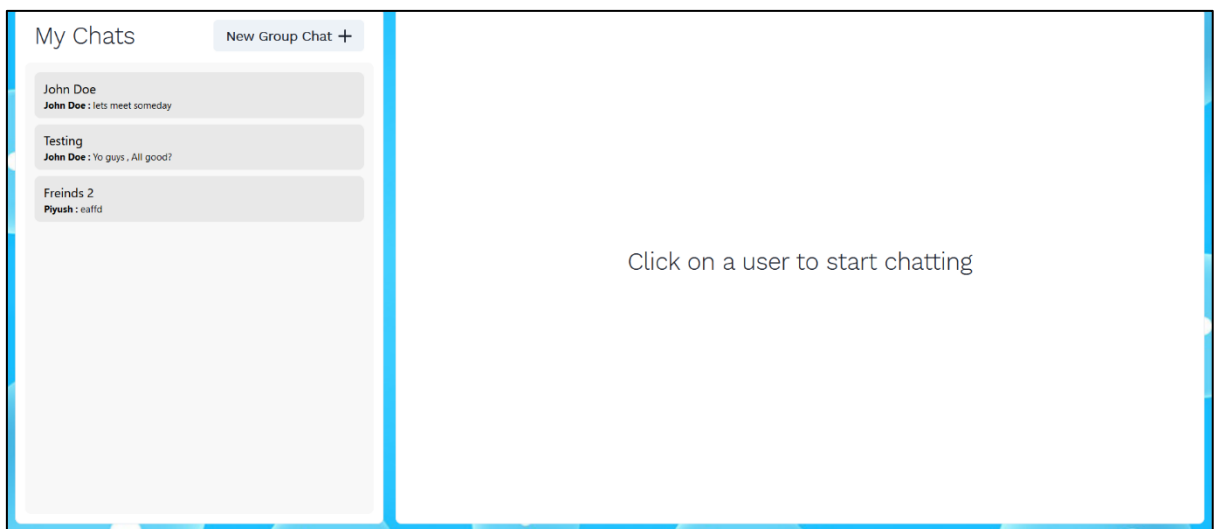 My Chats
New Group Chat +
John Doe
John Doe : lets meet someday
Testing
John Doe : Yo guys , All good?
Freinds 2
Piyush : eaffd
Click on a user to start chatting